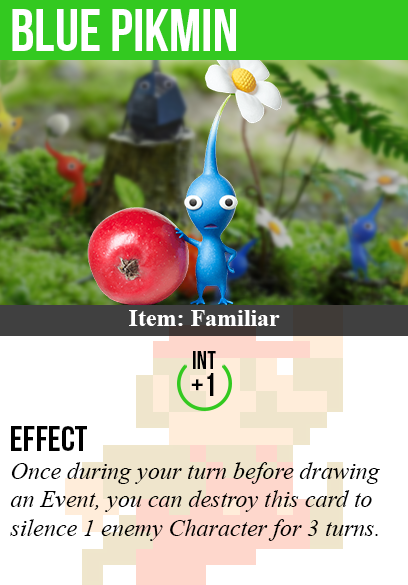 BLUE PIKMIN
Item: Familiar
INT
+1
EFFECT
Once during your turn before drawing
an Event, you can destroy this card to
silence 1 enemy Character for 3 turns.